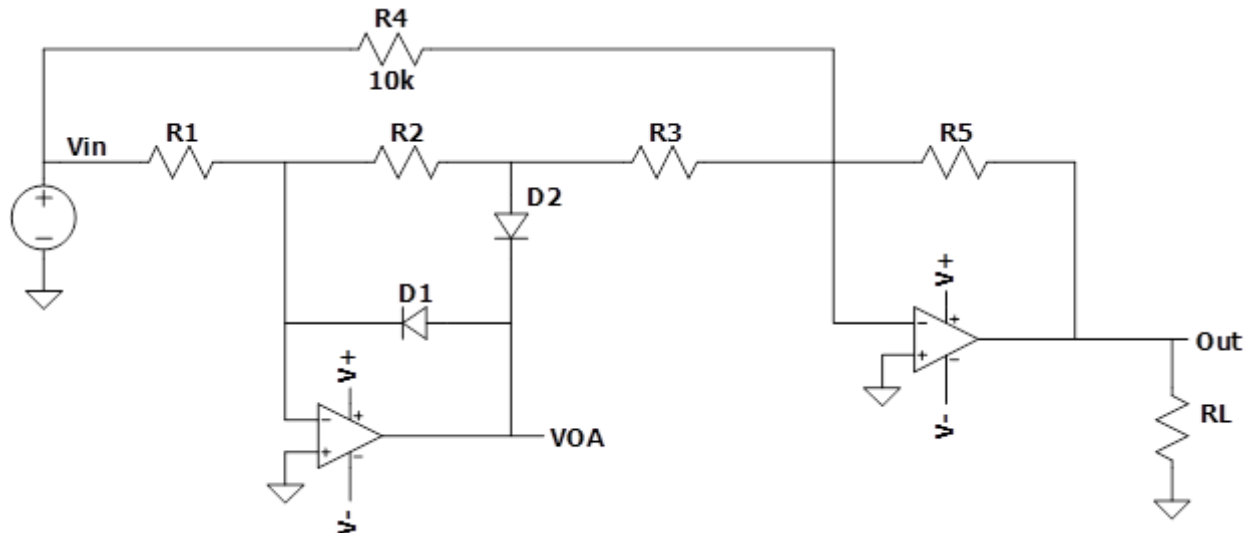 R4
10k
Vin
R1
R2
R3
R5
+
−
D2
D1
V+
−
+
+
−
V-
Out
RL
V+
−
+
+
−
V-
VOA